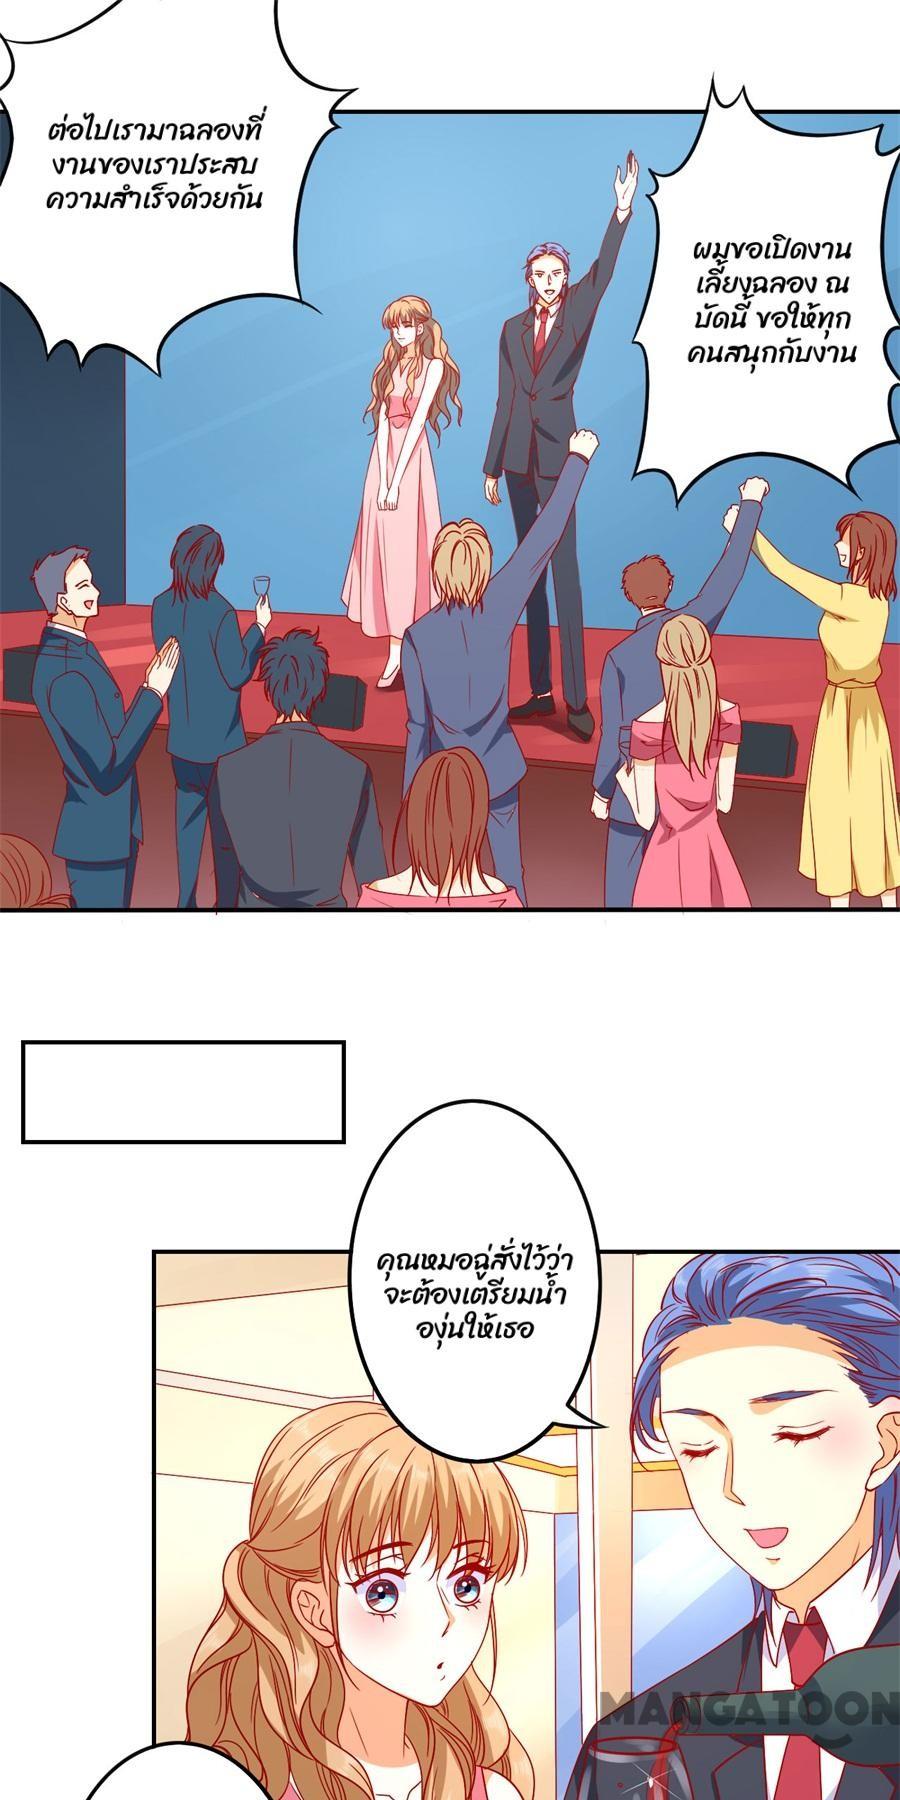 ต่อไปเรามาฉลองที่
งานของเราประสบ
ความสำเร็จด้วยกัน
ผมขอเปิดงาน
เลี้ยงฉลอง ณ
บัดนี้ ขอให้ทุก
คนสนุกกับงาน
คุณหมอฉู่สั่งไว้ว่า
จะต้องเตรียมน้ำ
องุ่นให้เธอ
MANGATOON